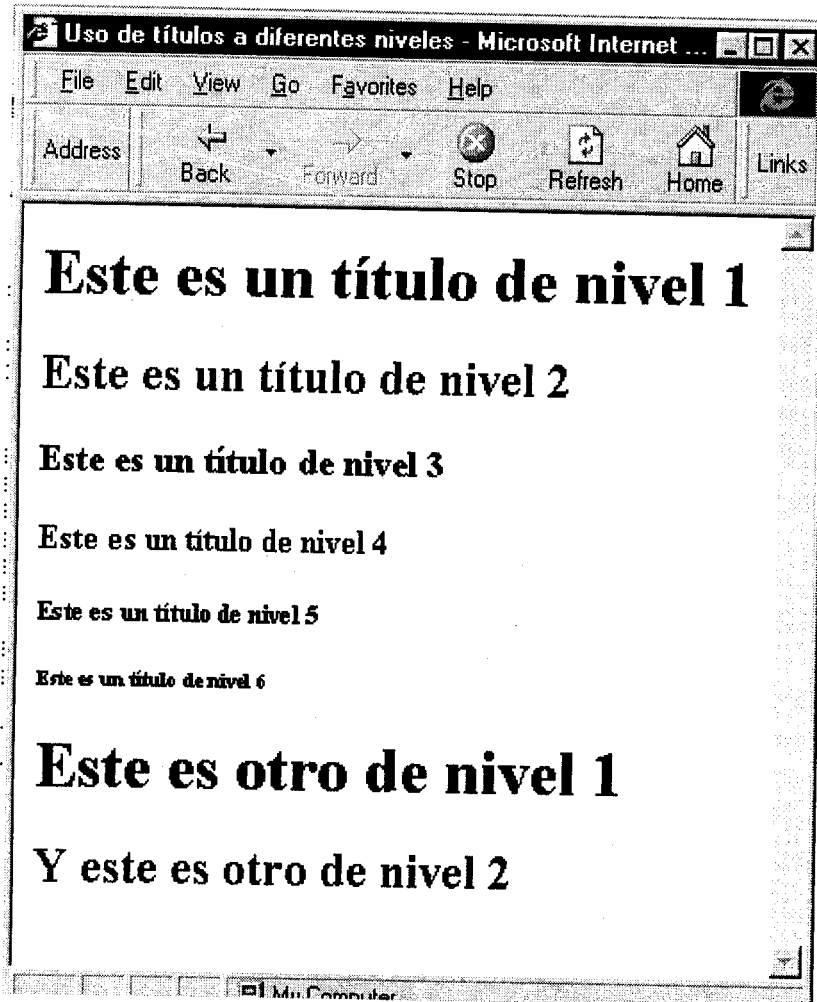 Uso de títulos a diferentes niveles - Microsoft Internet ...
File Edit View Go Favorites Help
Address Back Forward Stop Refresh Home Links
Este es un título de nivel 1
Este es un título de nivel 2
Este es un título de nivel 3
Este es un título de nivel 4
Este es un título de nivel 5
Este es un título de nivel 6
Este es otro de nivel 1
Y este es otro de nivel 2
My Computer